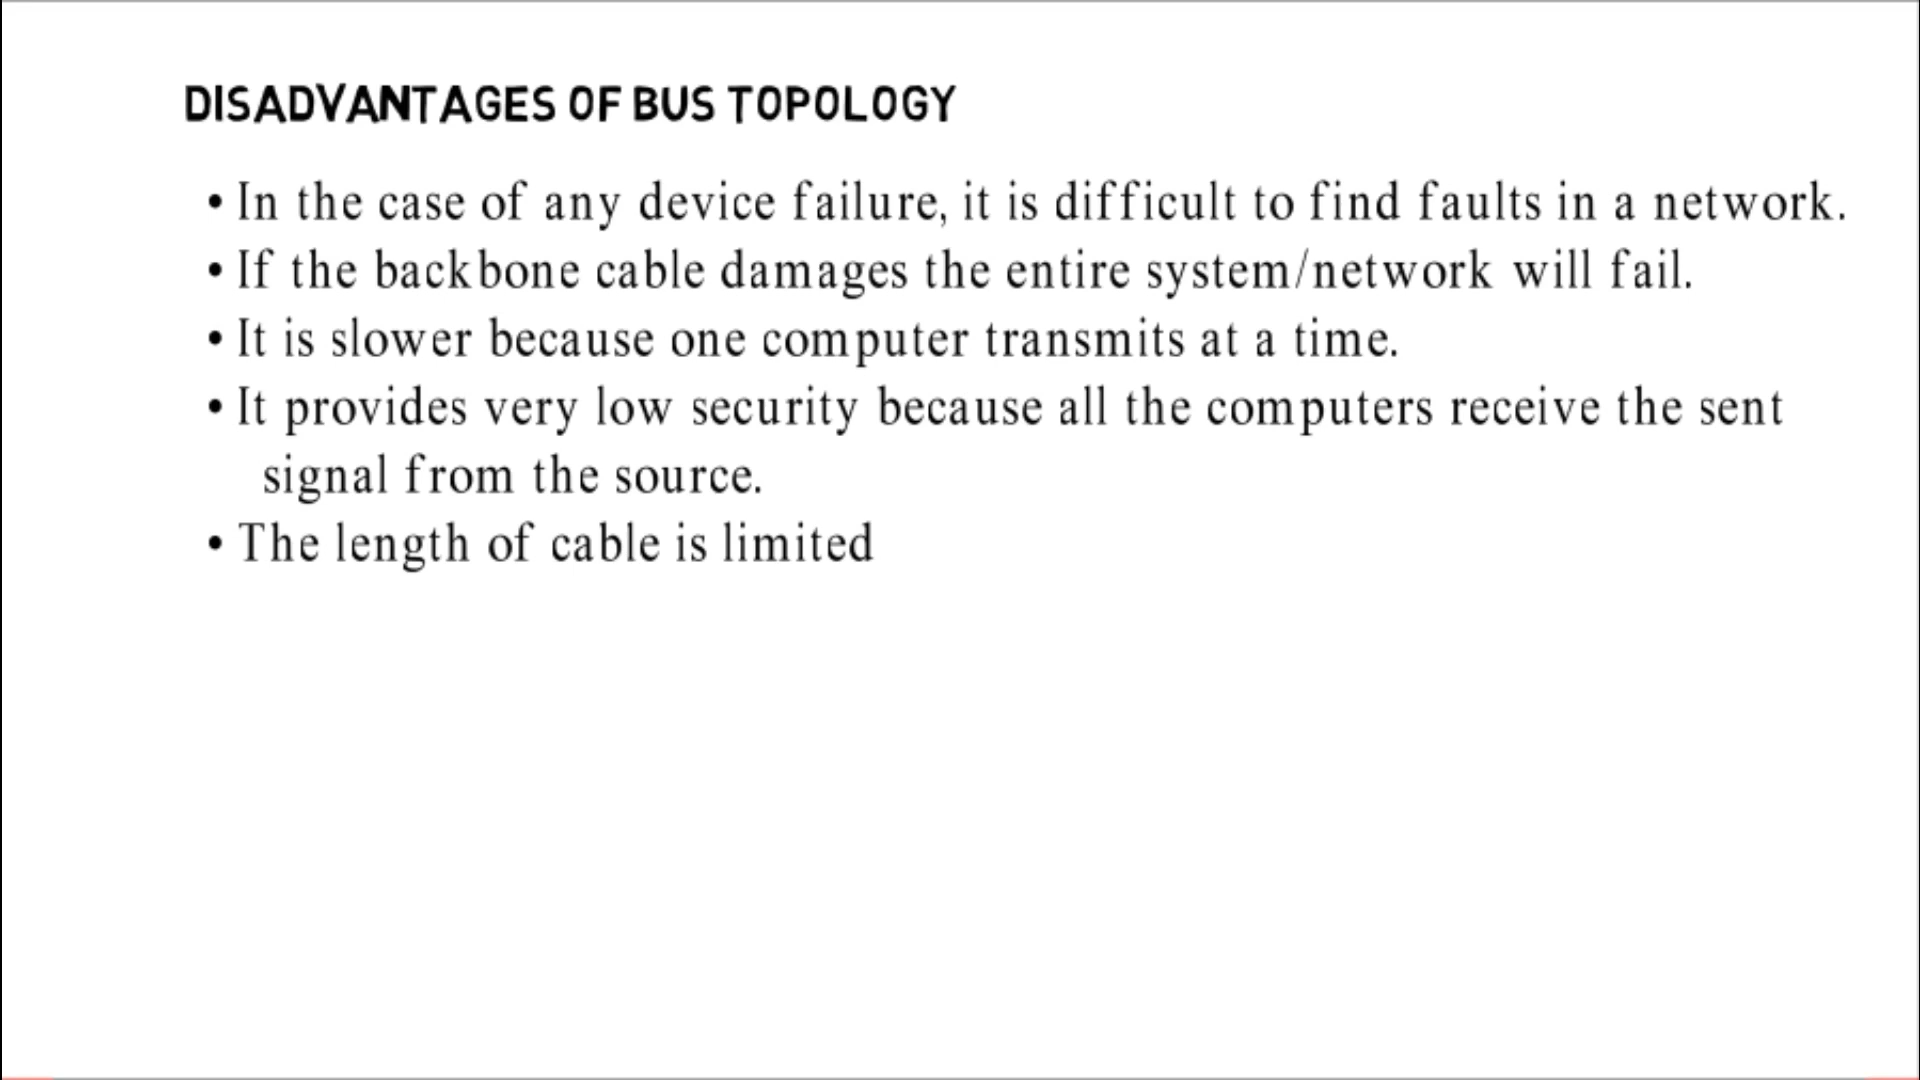 DISADVANTAGES OF BUS TOPOLOGY
• In the case of any device failure, it is difficult to find faults in a network.
• If the backbone cable damages the entire system/network will fail.
• It is slower because one computer transmits at a time.
• It provides very low security because all the computers receive the sent
signal from the source.
• The length of cable is limited